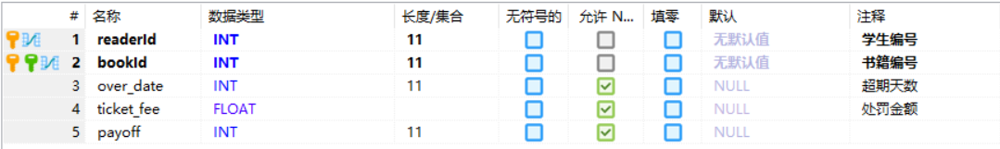 # 名称 数据类型 长度/集合 无符号的 允许 N... 填零 默认 注释
1 readerId INT 11 无默认值 学生编号
2 bookId INT 11 无默认值 书籍编号
3 over_date INT 11 NULL 超期天数
4 ticket_fee FLOAT NULL 处罚金额
5 payoff INT 11 NULL